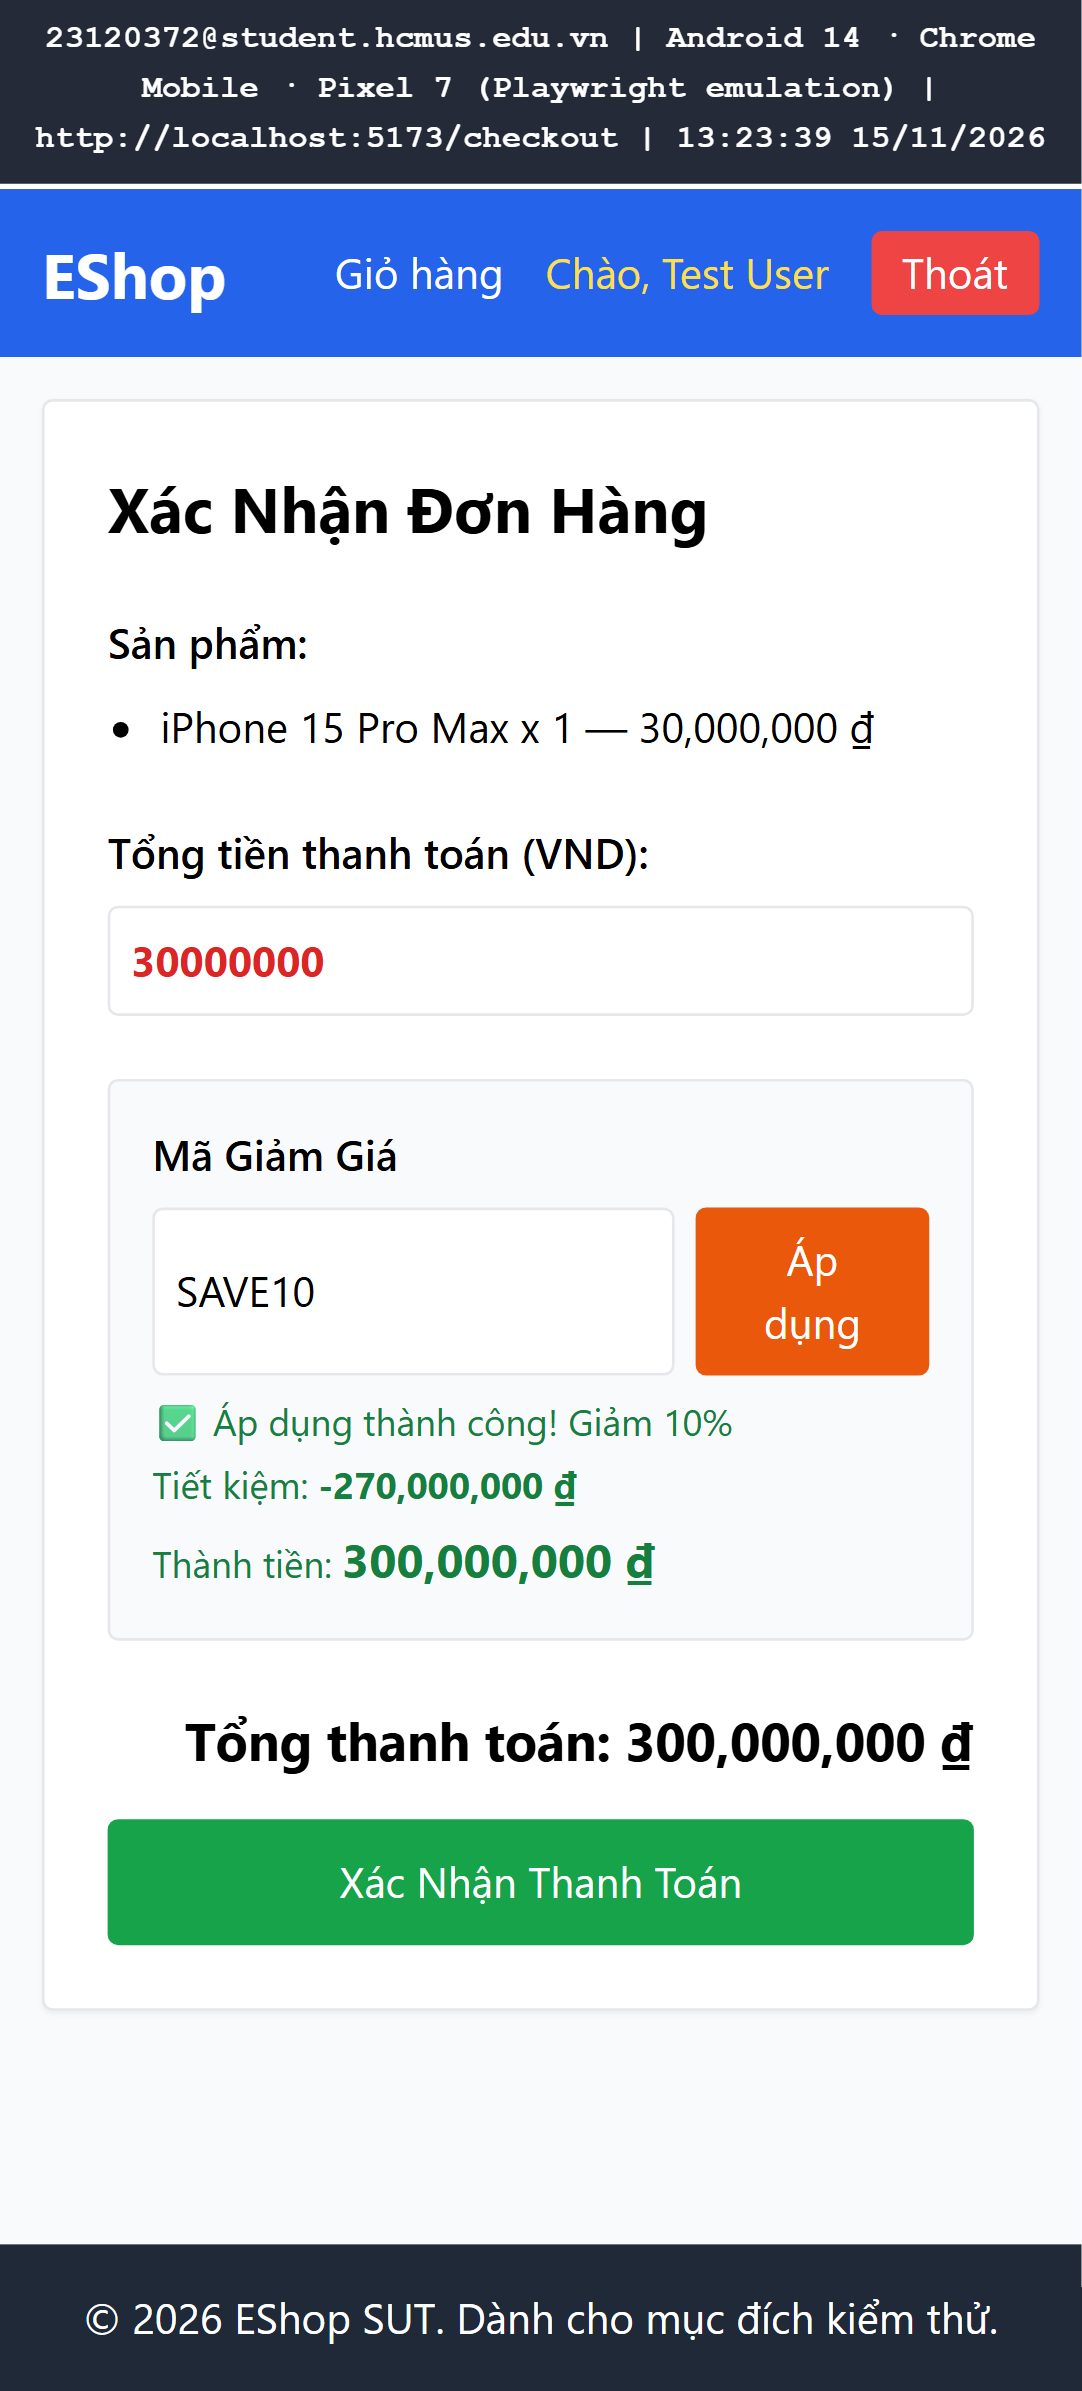 23120372@student.hcmus.edu.vn | Android 14 · Chrome
Mobile · Pixel 7 (Playwright emulation) |
http://localhost:5173/checkout | 13:23:39 15/11/2026
EShop
Giỏ hàng
Chào, Test User
Thoát
Xác Nhận Đơn Hàng
Sản phẩm:
• iPhone 15 Pro Max x 1 — 30,000,000 ₫
Tổng tiền thanh toán (VND):
30000000
Mã Giảm Giá
SAVE10
Áp
dụng
✅ Áp dụng thành công! Giảm 10%
Tiết kiệm: -270,000,000 ₫
Thành tiền: 300,000,000 ₫
Tổng thanh toán: 300,000,000 ₫
Xác Nhận Thanh Toán
© 2026 EShop SUT. Dành cho mục đích kiểm thử.